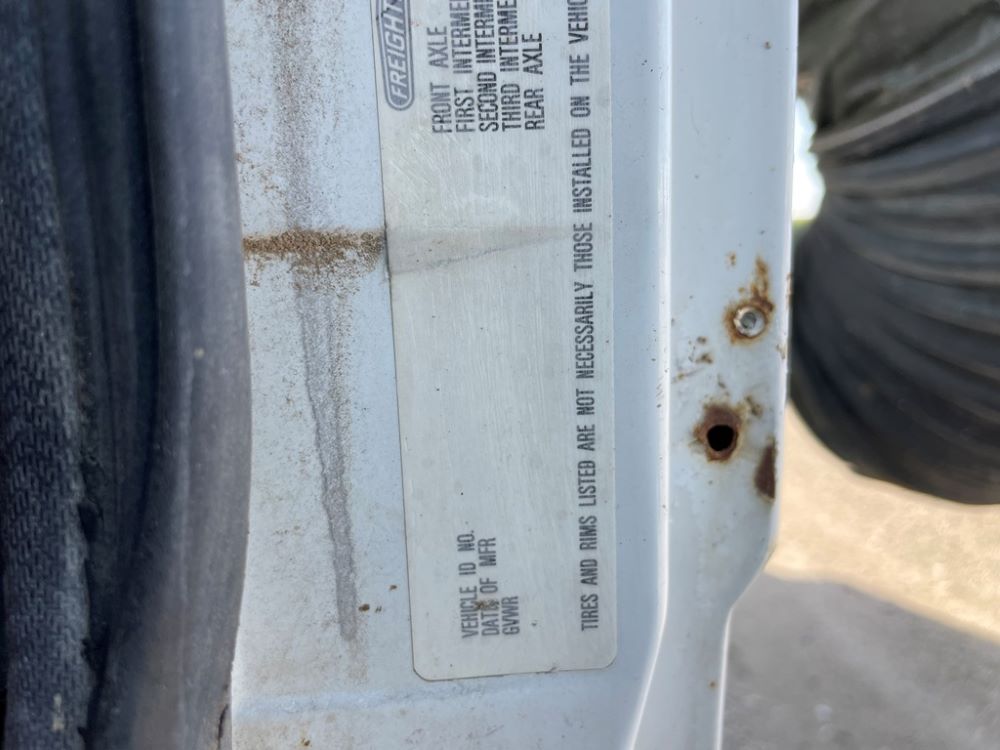 FREIGHT
FRONT AXLE
FIRST INTERME
SECOND INTERME
THIRD INTERME
REAR AXLE
VEHICLE ID NO.
DATE OF MFR
GVWR
TIRES AND RIMS LISTED ARE NOT NECESSARILY THOSE INSTALLED ON THE VEHIC